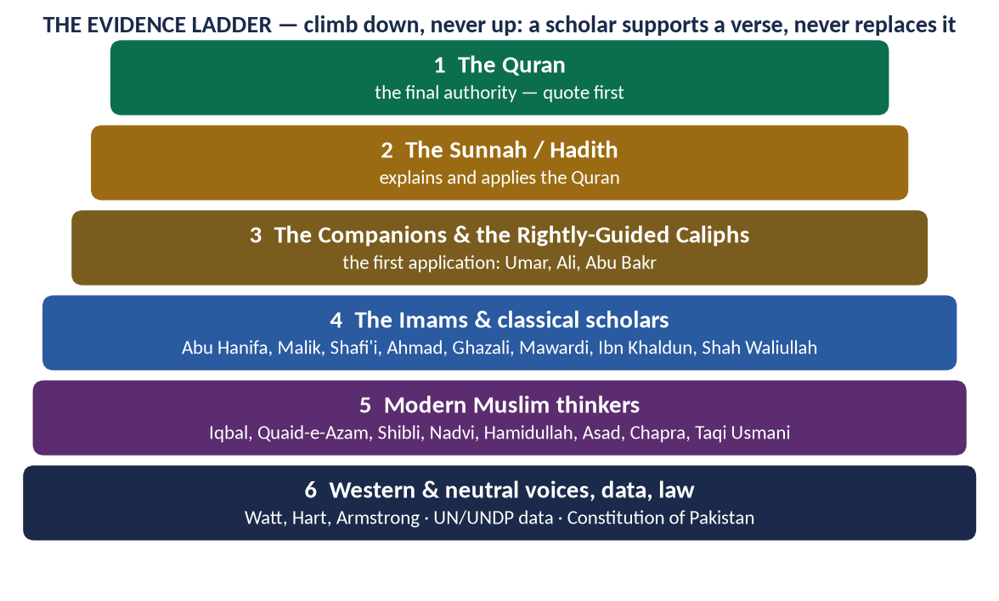 THE EVIDENCE LADDER — climb down, never up: a scholar supports a verse, never replaces it
1 The Quran
the final authority — quote first
2 The Sunnah / Hadith
explains and applies the Quran
3 The Companions & the Rightly-Guided Caliphs
the first application: Umar, Ali, Abu Bakr
4 The Imams & classical scholars
Abu Hanifa, Malik, Shafi'i, Ahmad, Ghazali, Mawardi, Ibn Khaldun, Shah Waliullah
5 Modern Muslim thinkers
Iqbal, Quaid-e-Azam, Shibli, Nadvi, Hamidullah, Asad, Chapra, Taqi Usmani
6 Western & neutral voices, data, law
Watt, Hart, Armstrong · UN/UNDP data · Constitution of Pakistan